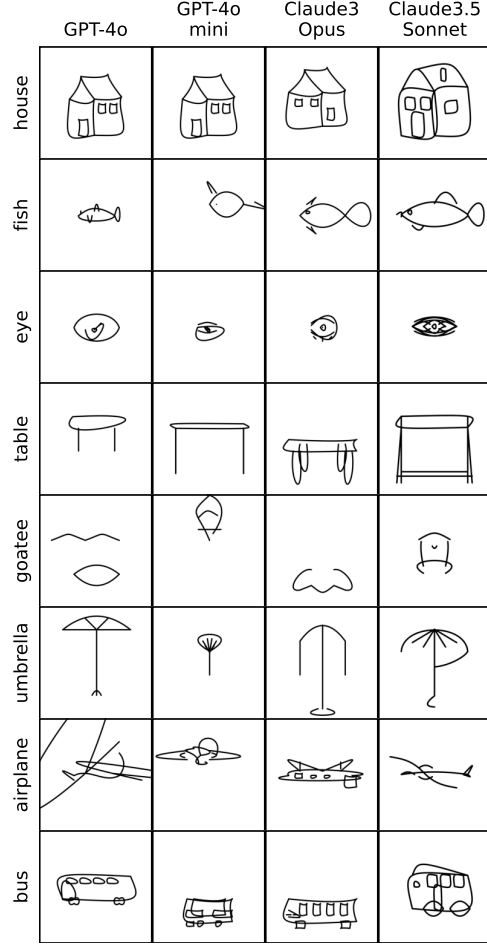 GPT-4o
GPT-4o
mini
Claude3
Opus
Claude3.5
Sonnet
house
fish
eye
table
goatee
umbrella
airplane
bus